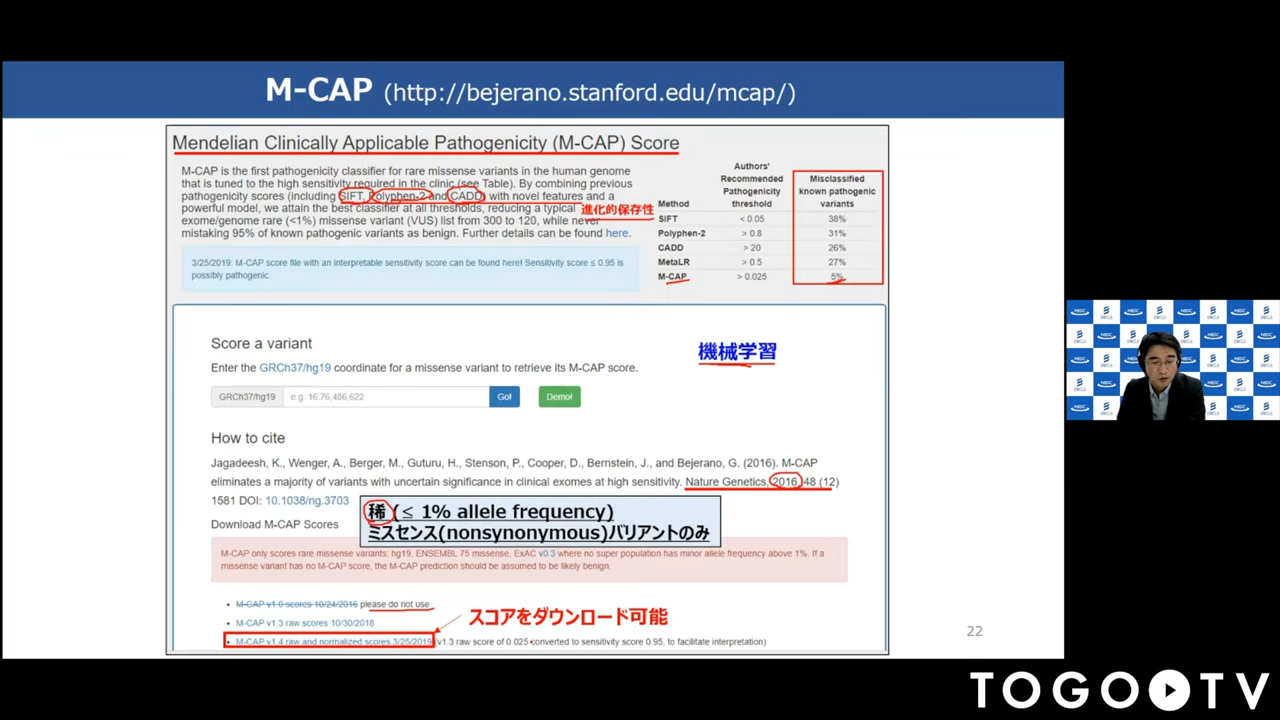 M-CAP (http://bejerano.stanford.edu/mcap/)
Mendelian Clinically Applicable Pathogenicity (M-CAP) Score
M-CAP is the first pathogenicity classifier for rare missense variants in the human genome
that is tuned to the high sensitivity required in the clinic (see Table). By combining previous
pathogenicity scores (including SIFT, Polyphen-2 and CADD) with novel features and a
powerful model, we attain the best classifier at all thresholds, reducing a typical
進化的保存性
exome/genome rare (<1%) missense variant (VUS) list from 300 to 120, while never
mistaking 95% of known pathogenic variants as benign. Further details can be found here.
3/25/2019: M-CAP score file with an interpretable sensitivity score can be found here! Sensitivity score ≤ 0.95 is
possibly pathogenic.
Method
Authors'
Recommended
Pathogenicity
threshold
Misclassified
known pathogenic
variants
SIFT < 0.05 38%
Polyphen-2 > 0.8 31%
CADD > 20 26%
MetaLR > 0.5 27%
M-CAP > 0.025 5%
Score a variant
機械学習
Enter the GRCh37/hg19 coordinate for a missense variant to retrieve its M-CAP score.
GRCh37/hg19 e.g. 16:76,486,622 Go! Demo!
How to cite
Jagadeesh, K., Wenger, A., Berger, M., Guturu, H., Stenson, P., Cooper, D., Bernstein, J., and Bejerano, G. (2016). M-CAP
eliminates a majority of variants with uncertain significance in clinical exomes at high sensitivity. Nature Genetics, 2016, 48 (12)
1581 DOI: 10.1038/ng.3703
稀 (≤ 1% allele frequency)
ミスセンス(nonsynonymous)バリアントのみ
Download M-CAP Scores
M-CAP only scores rare missense variants: hg19, ENSEMBL 75 missense, ExAC v0.3 where no super population has minor allele frequency above 1%. If a
missense variant has no M-CAP score, the M-CAP prediction should be assumed to be likely benign.
• M-CAP v1.0 scores 10/24/2016 please do not use
• M-CAP v1.3 raw scores 10/30/2018
スコアをダウンロード可能
• M-CAP v1.4 raw and normalized scores 3/25/2019 (v1.3 raw score of 0.025 converted to sensitivity score 0.95, to facilitate interpretation)
22
TOGO TV